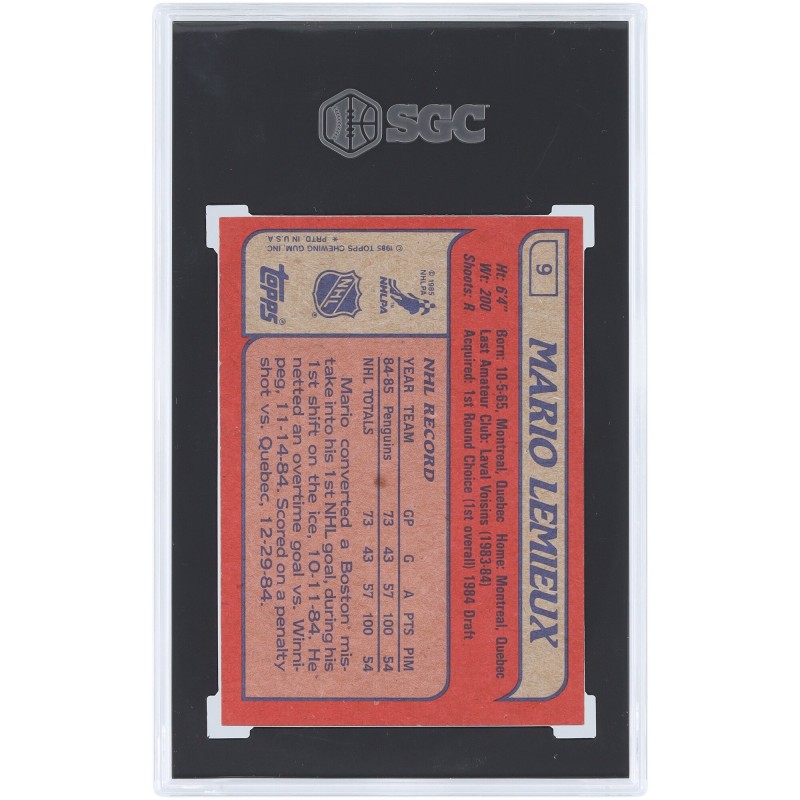 SGC
9
MARIO LEMIEUX
Ht: 6'4" Born: 10-5-65, Montreal, Quebec Home: Montreal, Quebec
Wt: 200 Last Amateur Club: Laval Voisins (1983-84)
Shoots: R Acquired: 1st Round Choice (1st overall) 1984 Draft
© 1985
NHLPA
NHLPA
NHL
topps®
© 1985 TOPPS CHEWING GUM, INC.
* PRTD. IN U.S.A.
NHL RECORD
YEAR TEAM GP G A PTS PIM
84-85 Penguins 73 43 57 100 54
NHL TOTALS 73 43 57 100 54
Mario converted a Boston mis-
take into his 1st NHL goal, during his
1st shift on the ice, 10-11-84. He
netted an overtime goal vs. Winni-
peg, 11-14-84. Scored on a penalty
shot vs. Quebec, 12-29-84.